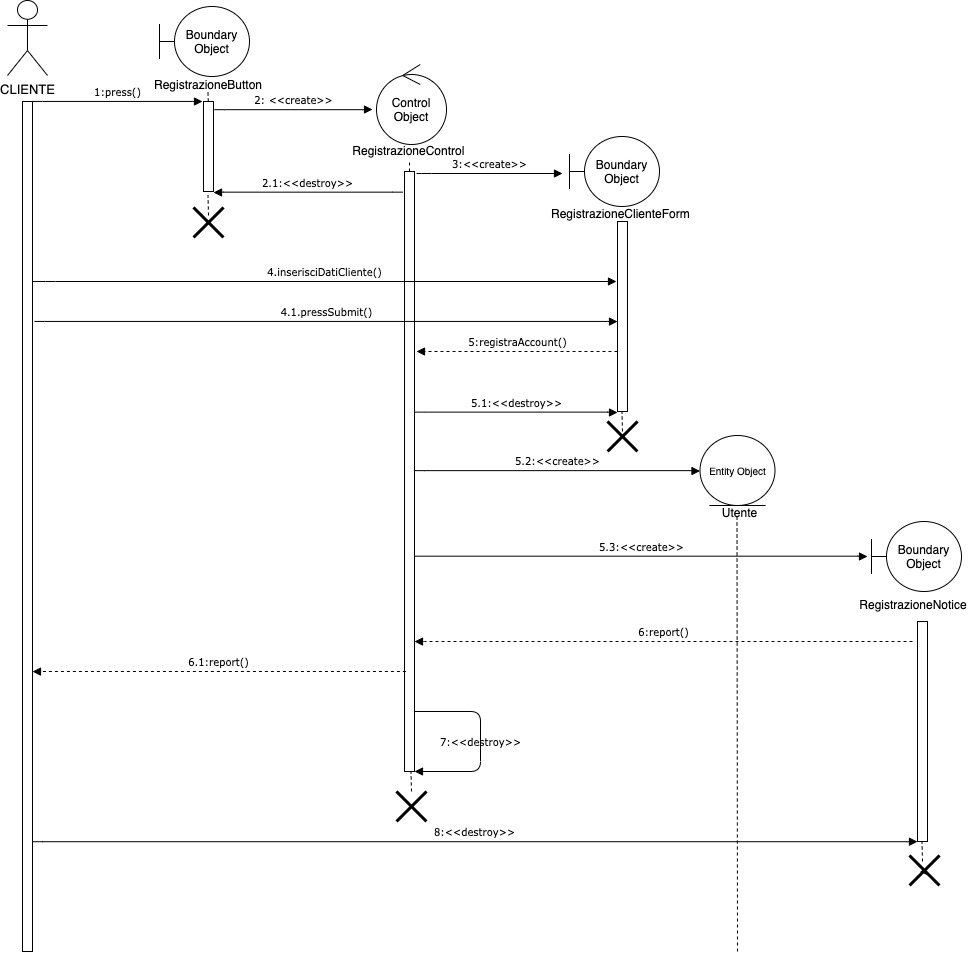 Boundary
Object
CLIENTE
RegistrazioneButton
1:press()
2: <<create>>
Control
Object
RegistrazioneControl
3:<<create>>
Boundary
Object
2.1:<<destroy>>
RegistrazioneClienteForm
4.inserisciDatiCliente()
4.1.pressSubmit()
5:registraAccount()
5.1:<<destroy>>
5.2:<<create>>
Entity Object
Utente
5.3:<<create>>
Boundary
Object
RegistrazioneNotice
6:report()
6.1:report()
7:<<destroy>>
8:<<destroy>>